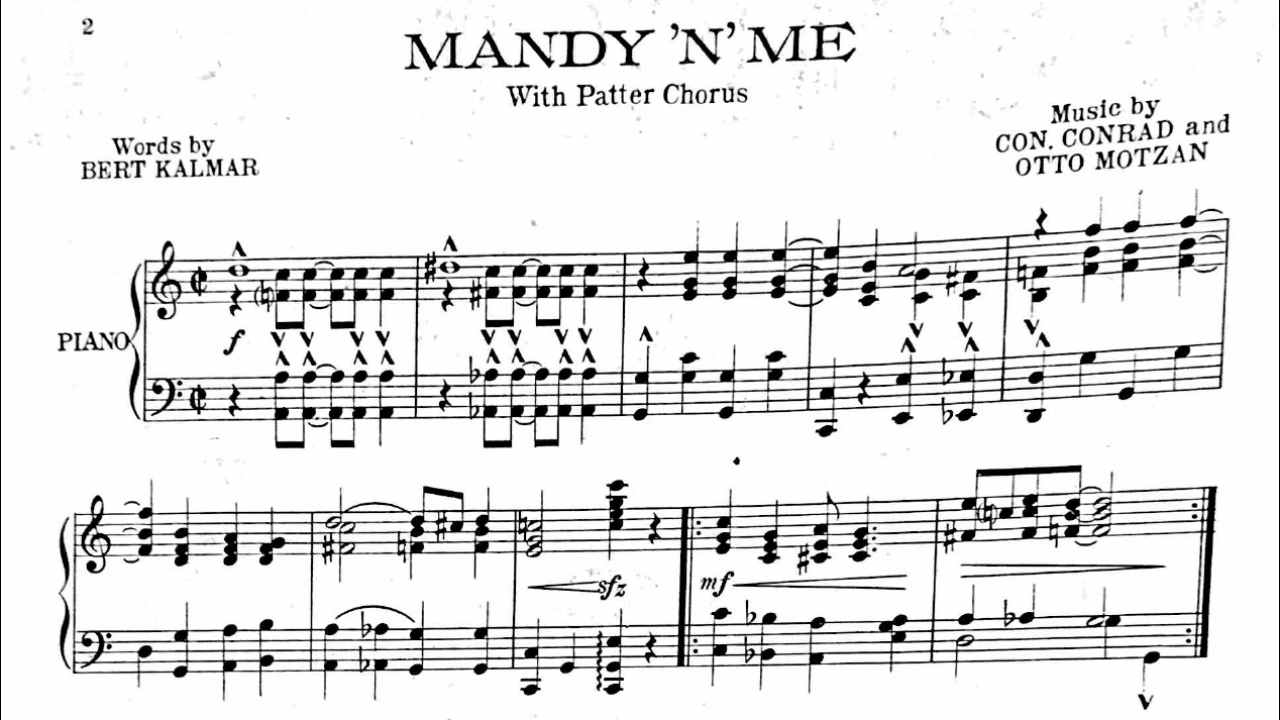 2
MANDY 'N' ME
With Patter Chorus
Words by
BERT KALMAR
Music by
CON. CONRAD and
OTTO MOTZAN
PIANO
f
sfz
mf